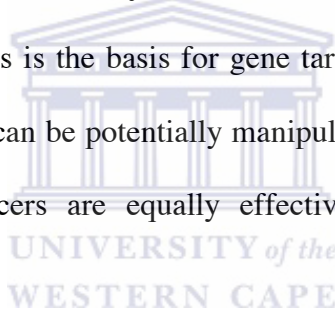 s is the basis for gene tar
can be potentially manipul
cers are equally effectiv
UNIVERSITY of the
WESTERN CAPE